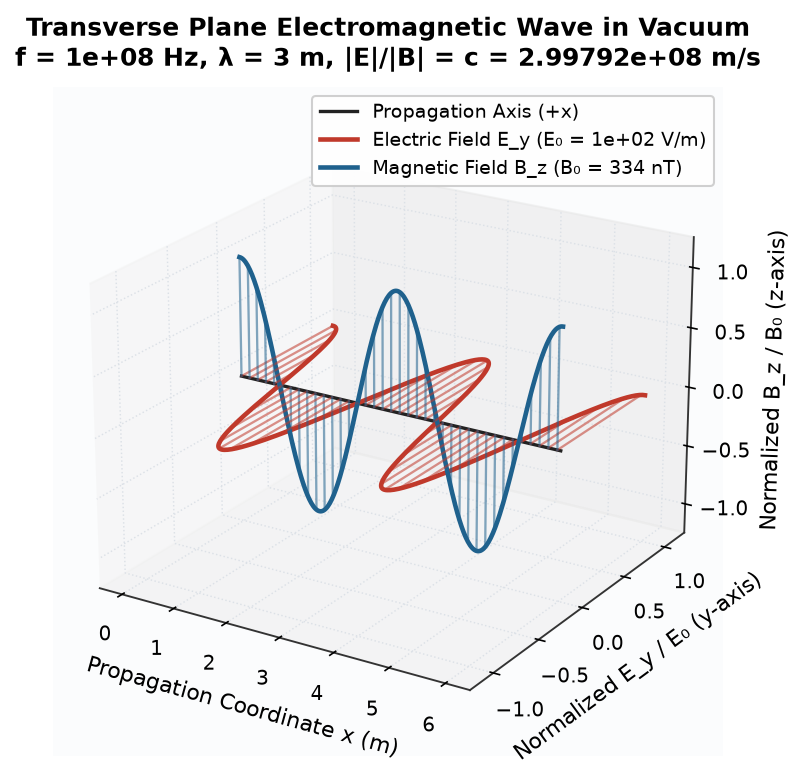 Transverse Plane Electromagnetic Wave in Vacuum
f = 1e+08 Hz, λ = 3 m, |E|/|B| = c = 2.99792e+08 m/s
Propagation Axis (+x)
Electric Field E_y (E₀ = 1e+02 V/m)
Magnetic Field B_z (B₀ = 334 nT)
1.0
0.5
0.0
−0.5
−1.0
Normalized B_z / B₀ (z-axis)
1.0
0.5
0.0
−0.5
−1.0
Normalized E_y / E₀ (y-axis)
0
1
2
3
4
5
6
Propagation Coordinate x (m)